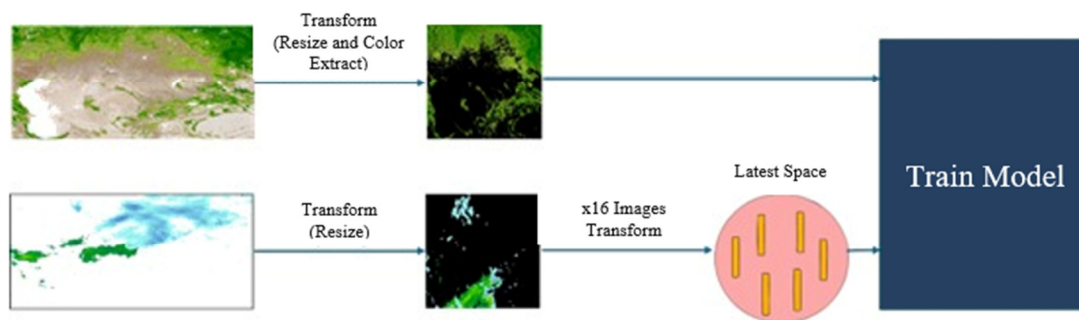 Transform
(Resize and Color
Extract)
Transform
(Resize)
x16 Images
Transform
Latest Space
Train Model